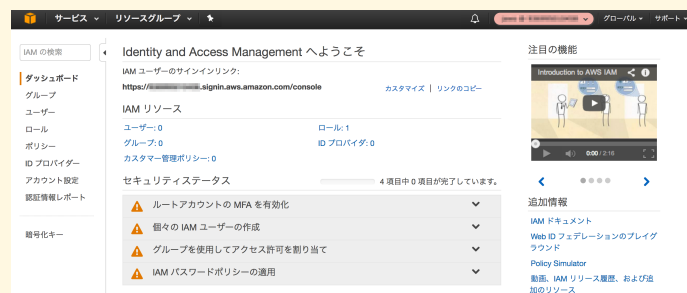 サービス
リソースグループ
グローバル
サポート
IAM の検索
ダッシュボード
グループ
ユーザー
ロール
ポリシー
ID プロバイダー
アカウント設定
認証情報レポート
暗号化キー
Identity and Access Management へようこそ
IAM ユーザーのサインインリンク:
https:// .signin.aws.amazon.com/console
カスタマイズ | リンクのコピー
IAM リソース
ユーザー: 0
ロール: 1
グループ: 0
ID プロバイダ: 0
カスタマー管理ポリシー: 0
セキュリティステータス
4 項目中 0 項目が完了しています。
ルートアカウントの MFA を有効化
個々の IAM ユーザーの作成
グループを使用してアクセス許可を割り当て
IAM パスワードポリシーの適用
注目の機能
Introduction to AWS IAM
0:00 / 2:16
追加情報
IAM ドキュメント
Web ID フェデレーションのプレイグ
ラウンド
Policy Simulator
動画、IAM リリース履歴、および追
加のリソース